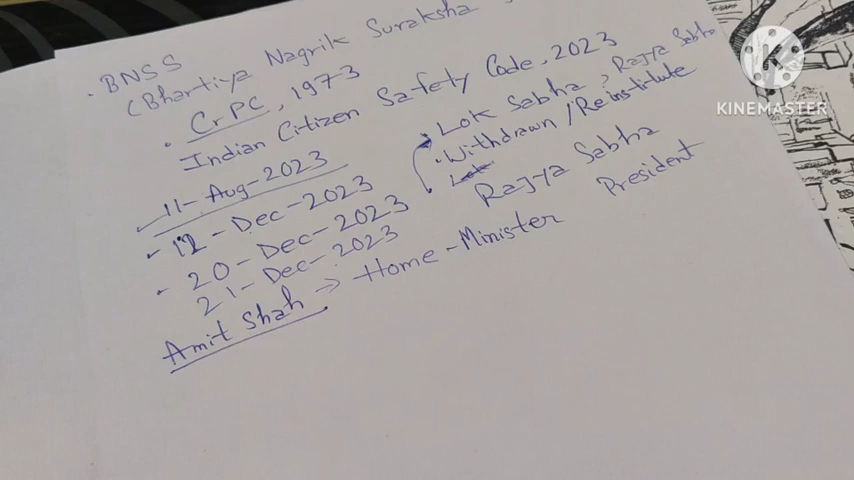 • BNSS
(Bhartiya Nagrik Suraksha
• CrPC, 1973
Indian Citizen Safety Code, 2023
11-Aug-2023
• Lok Sabha, Rajya Sabha
12-Dec-2023
• Withdrawn/Reinstitute
20-Dec-2023
Rajya Sabha
21-Dec-2023
President
Amit Shah → Home-Minister
KINEMASTER